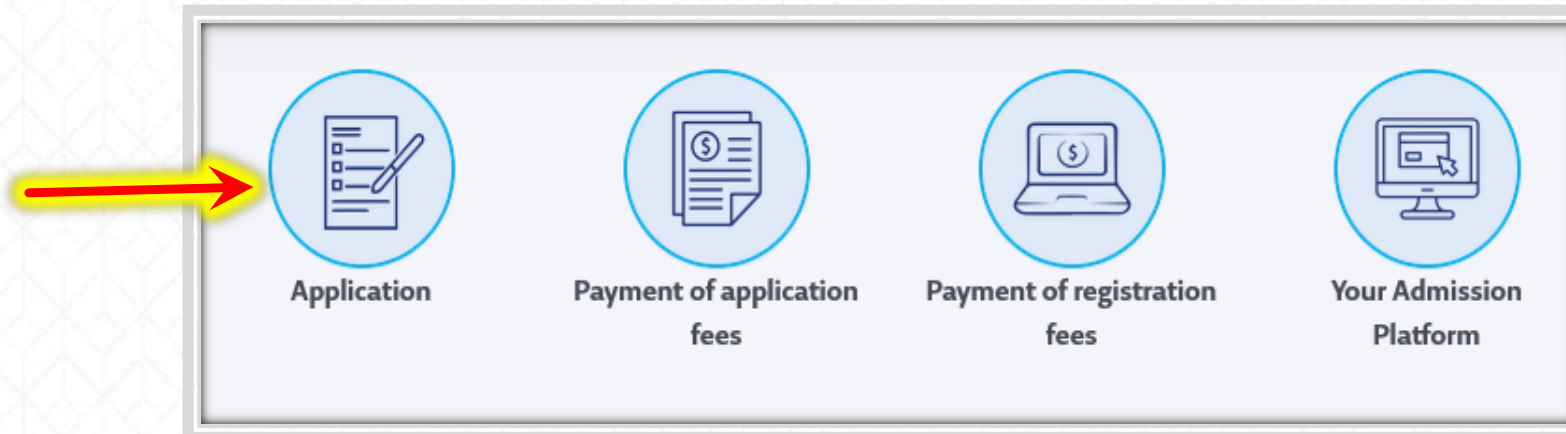 Application
Payment of application
fees
Payment of registration
fees
Your Admission
Platform